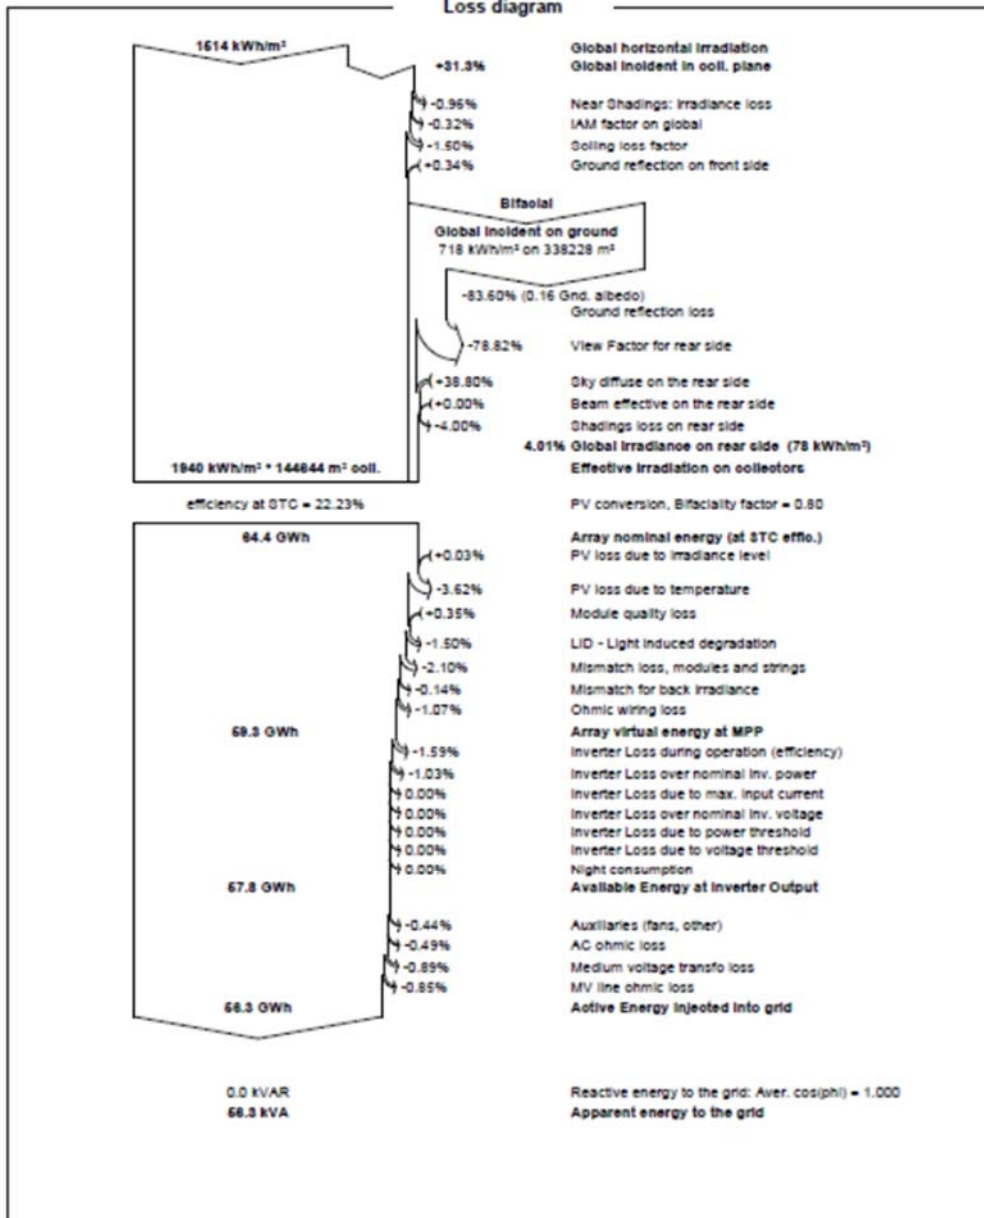 Loss diagram
1514 kWh/m² Global horizontal irradiation
+31.3% Global incident in coll. plane
-0.96% Near Shadings: irradiance loss
-0.32% IAM factor on global
-1.50% Soiling loss factor
+0.34% Ground reflection on front side
Bifacial
Global incident on ground
718 kWh/m² on 338228 m²
-83.60% (0.16 Gnd. albedo)
Ground reflection loss
-78.82% View Factor for rear side
+38.80% Sky diffuse on the rear side
+0.00% Beam effective on the rear side
-4.00% Shadings loss on rear side
4.01% Global Irradiance on rear side (78 kWh/m²)
1940 kWh/m² * 144644 m² coll. Effective irradiation on collectors
efficiency at STC = 22.23% PV conversion, Bifaciality factor = 0.80
64.4 GWh Array nominal energy (at STC effic.)
+0.03% PV loss due to irradiance level
-3.62% PV loss due to temperature
+0.35% Module quality loss
-1.50% LID - Light induced degradation
-2.10% Mismatch loss, modules and strings
-0.14% Mismatch for back irradiance
-1.07% Ohmic wiring loss
59.3 GWh Array virtual energy at MPP
-1.59% Inverter Loss during operation (efficiency)
-1.03% Inverter Loss over nominal inv. power
0.00% Inverter Loss due to max. input current
0.00% Inverter Loss over nominal inv. voltage
0.00% Inverter Loss due to power threshold
0.00% Inverter Loss due to voltage threshold
0.00% Night consumption
57.8 GWh Available Energy at Inverter Output
-0.44% Auxiliaries (fans, other)
-0.49% AC ohmic loss
-0.89% Medium voltage transfo loss
-0.85% MV line ohmic loss
56.3 GWh Active Energy injected into grid
0.0 kVAR Reactive energy to the grid: Aver. cos(phi) = 1.000
56.3 kVA Apparent energy to the grid